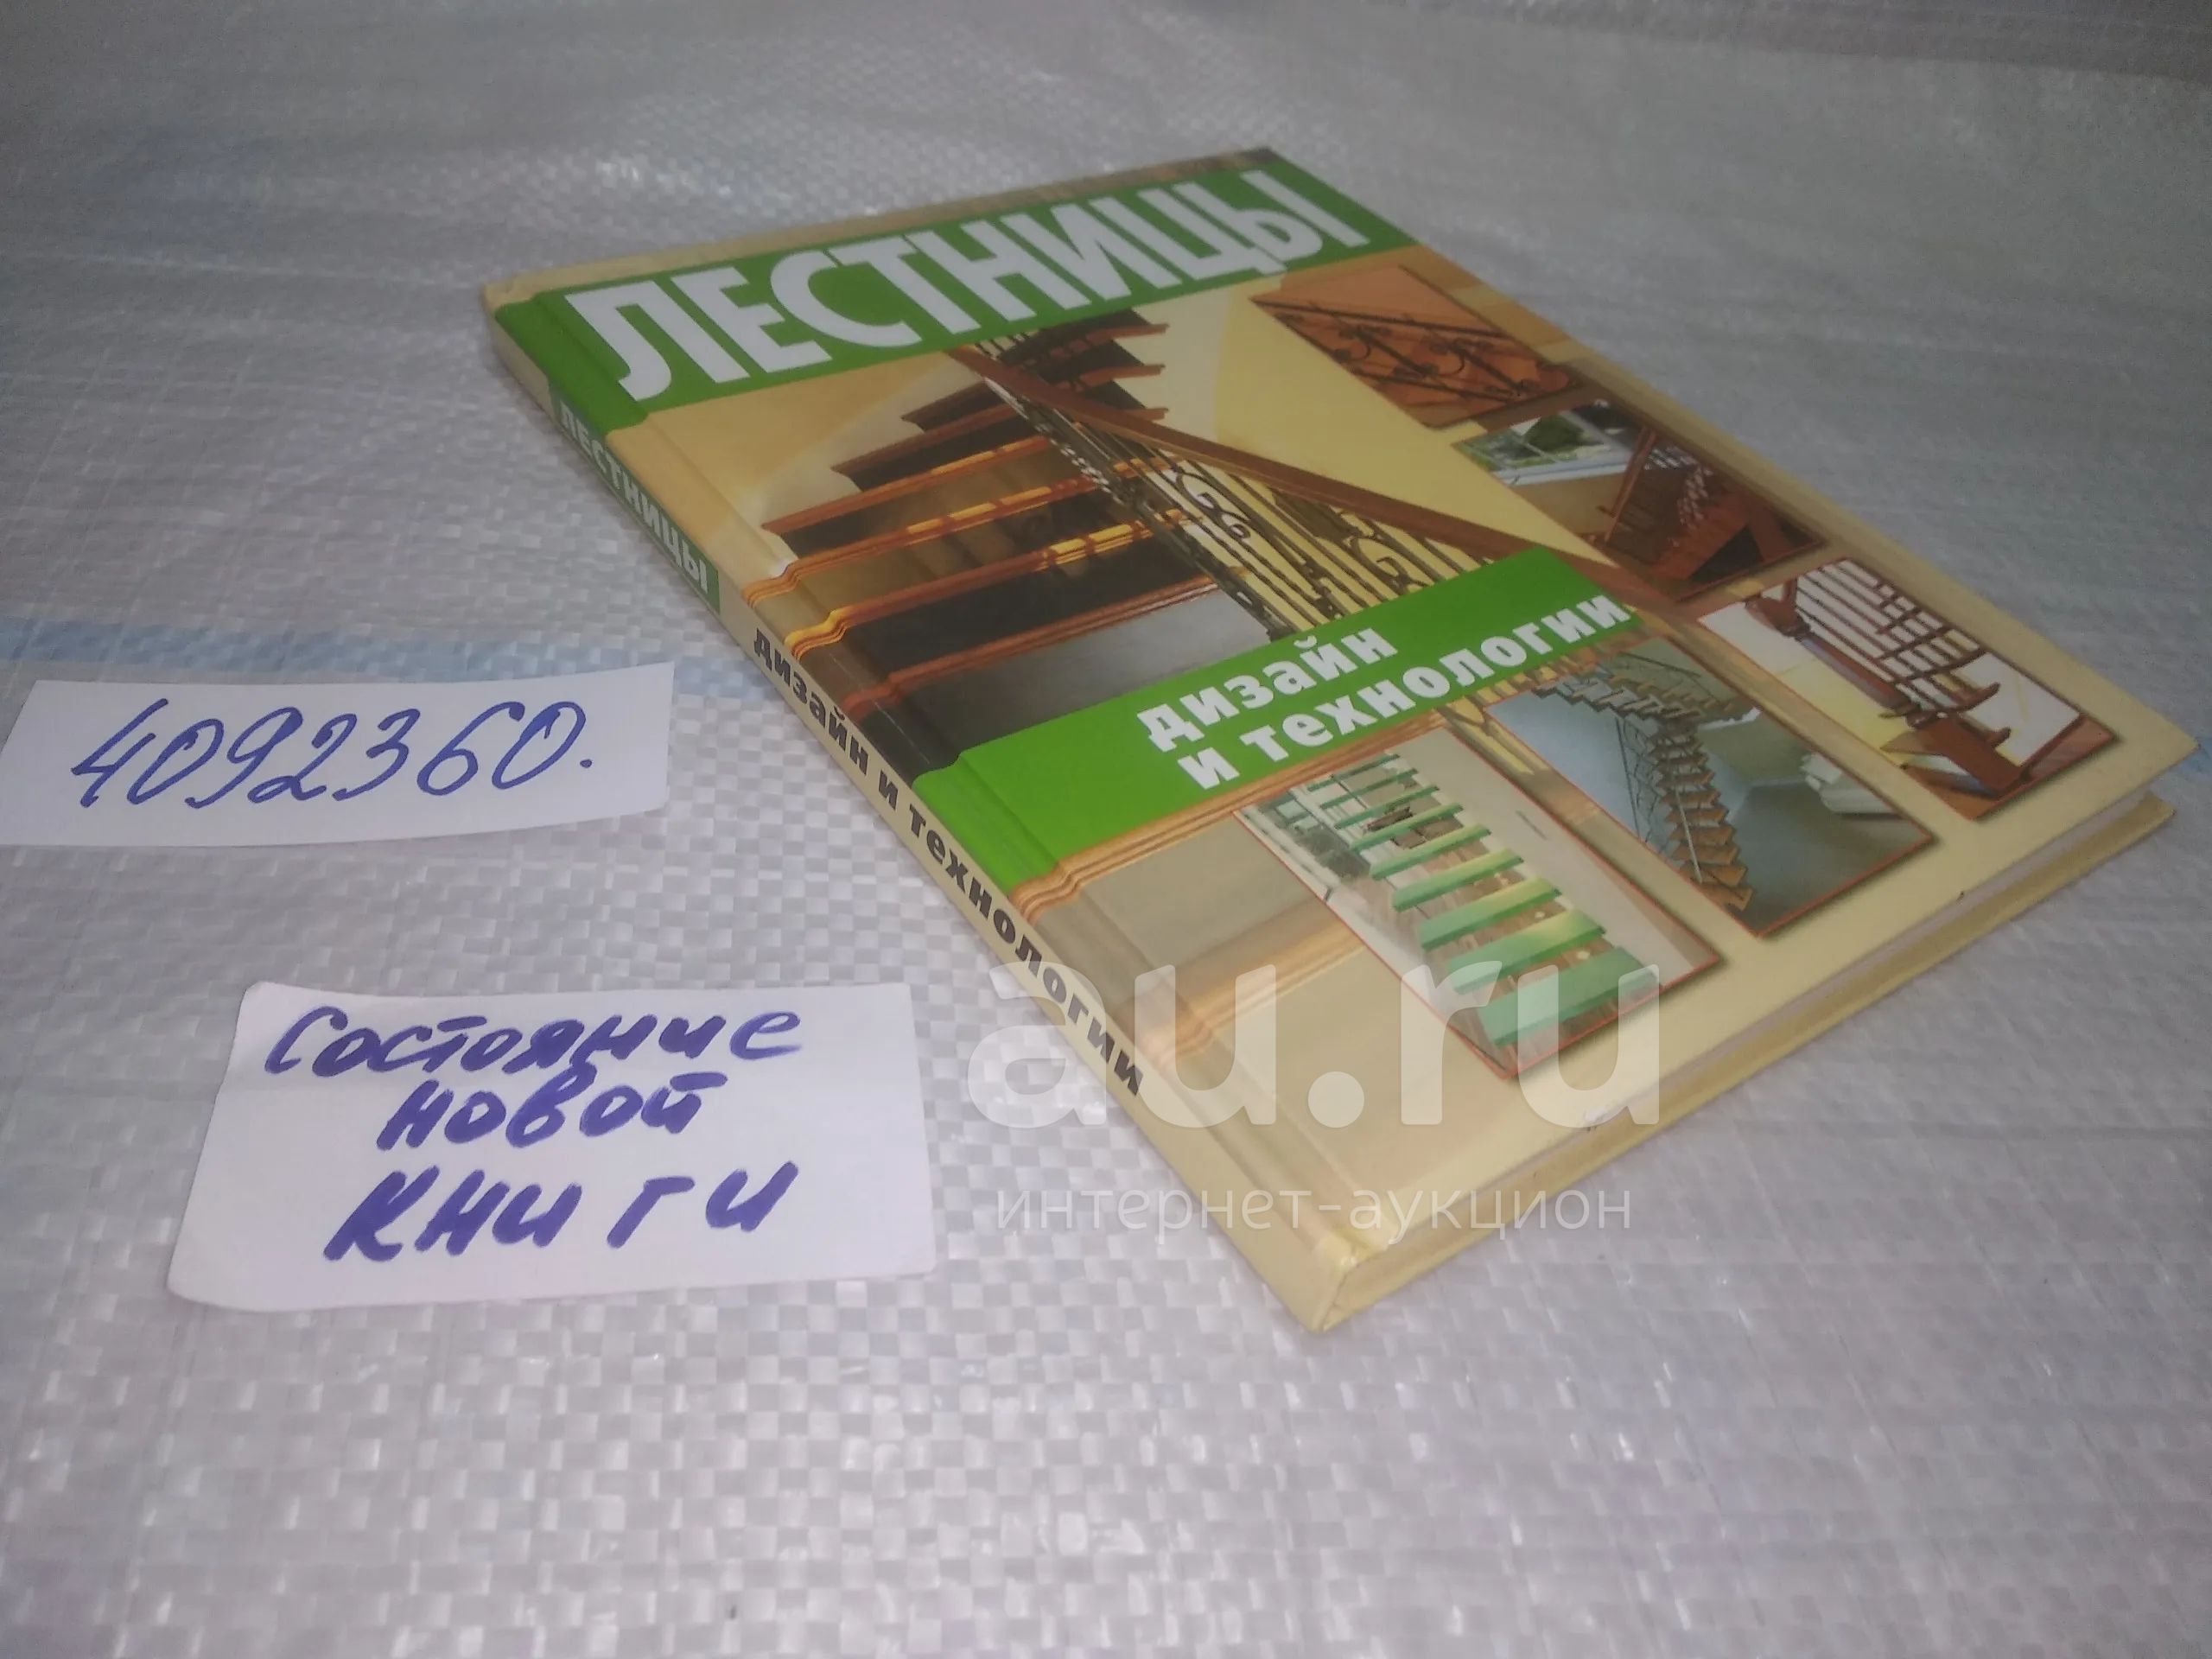 ЛЕСТНИЦЫ
дизайн
и технологии
ЛЕСТНИЦЫ
дизайн и технологии
4092360.
Состояние
новой
книги
au.ru
интернет-аукцион